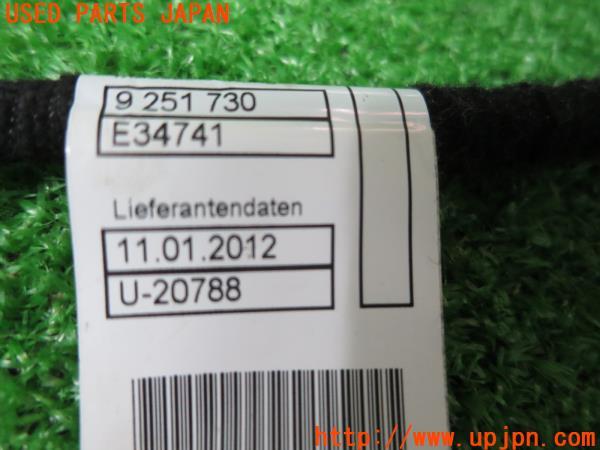 USED PARTS JAPAN
9 251 730
E34741
Lieferantendaten
11.01.2012
U-20788
http://www.upjpn.com